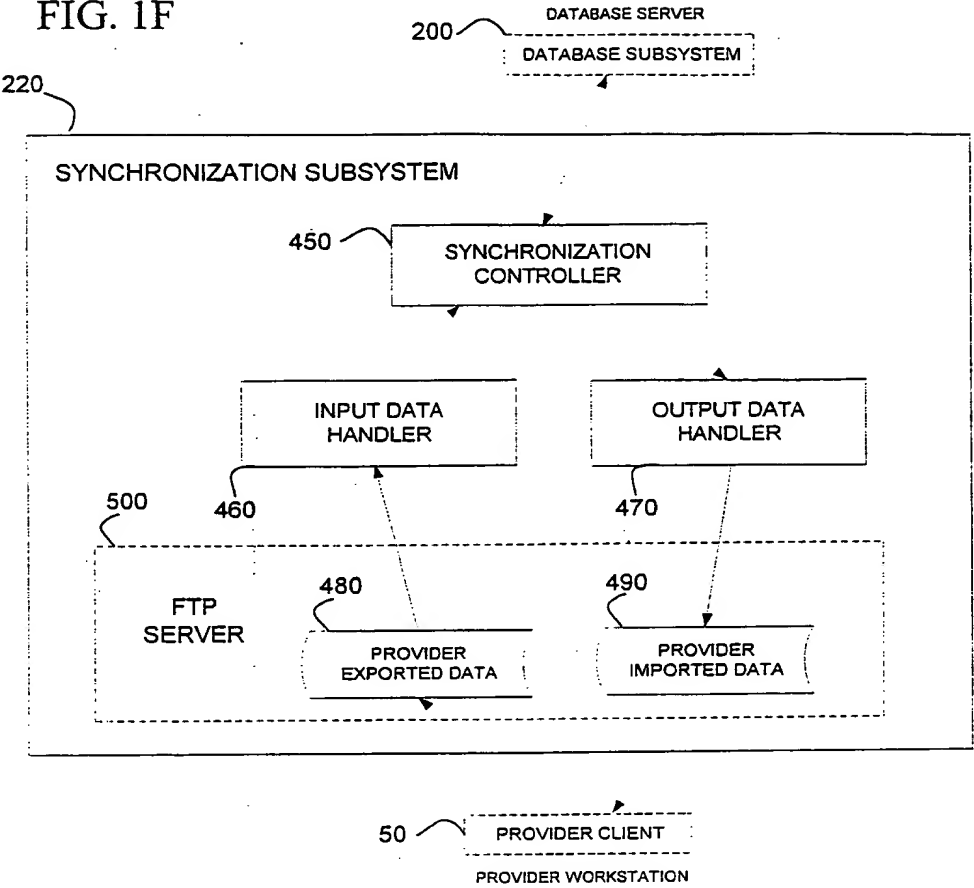 FIG. 1F
DATABASE SERVER
200
DATABASE SUBSYSTEM
220
SYNCHRONIZATION SUBSYSTEM
450
SYNCHRONIZATION
CONTROLLER
INPUT DATA
HANDLER
OUTPUT DATA
HANDLER
460
470
500
FTP
SERVER
480
490
PROVIDER
EXPORTED DATA
PROVIDER
IMPORTED DATA
50
PROVIDER CLIENT
PROVIDER WORKSTATION